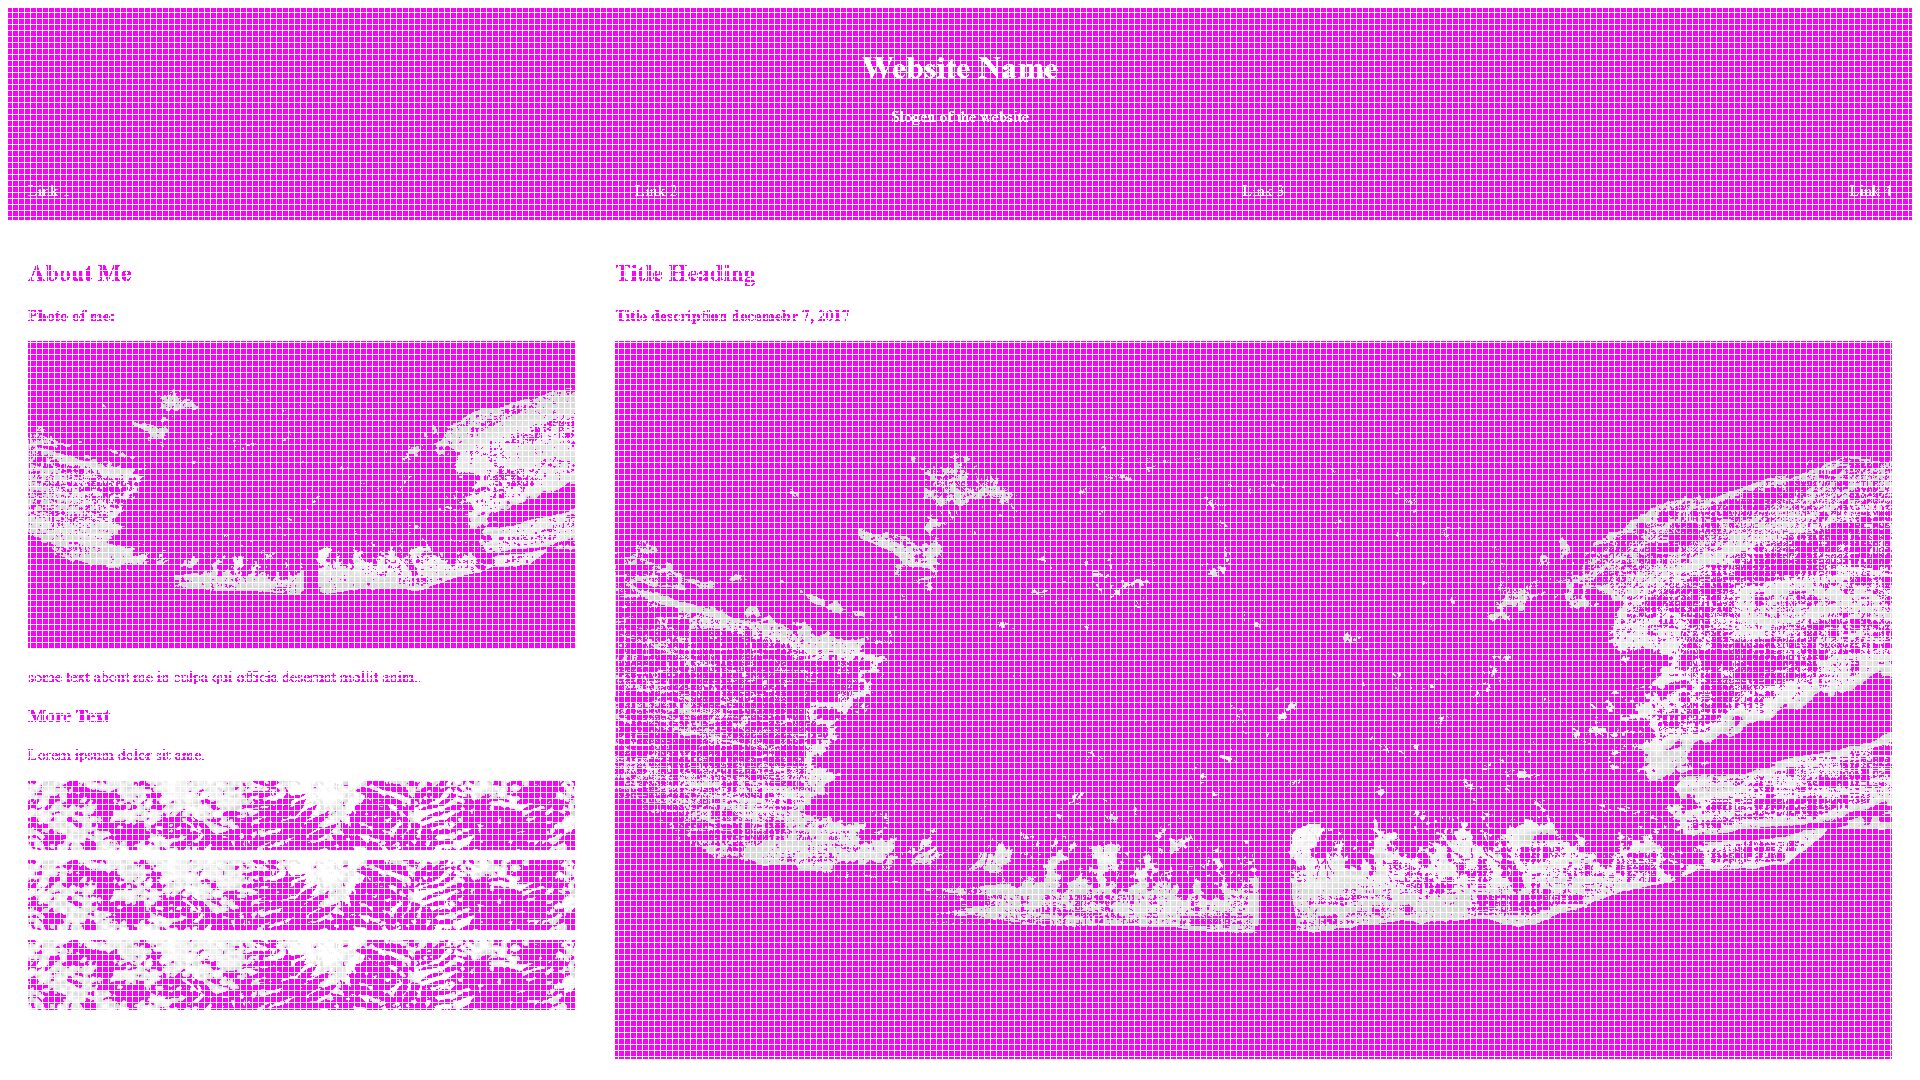 Website Name
Slogen of the website
Link 1
Link 2
Link 3
Link 4
About Me
Photo of me:
some text about me in culpa qui officia deserunt mollit anim..
More Text
Lorem ipsum dolor sit ame.
Title Heading
Title description decemebr 7, 2017